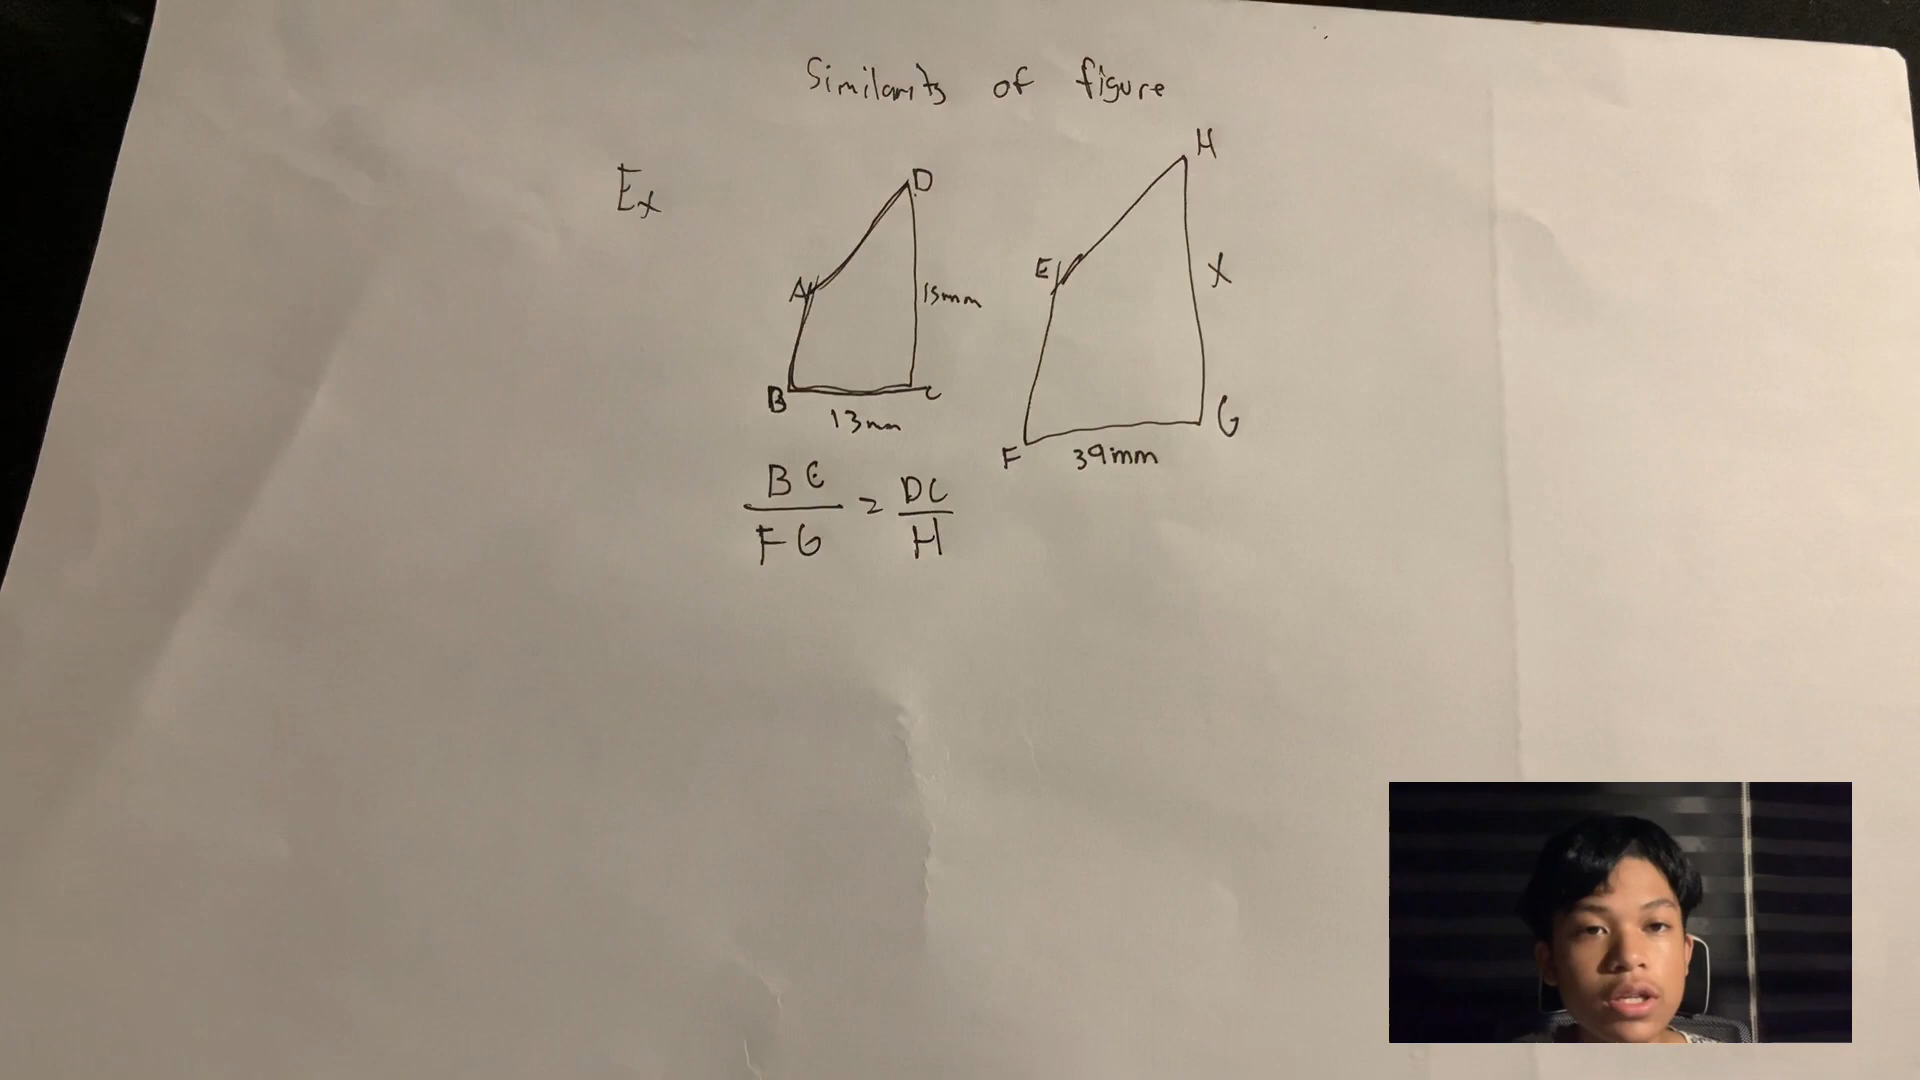 Similarity of figure
Ex
D
H
A
E
15mm
X
B
C
13mm
F
39mm
G
BC = DC
FG H